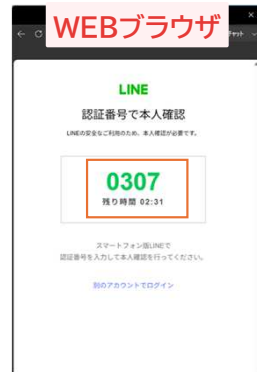 WEBブラウザ
LINE
認証番号で本人確認
LINEの安全なご利用のため、本人確認が必要です。
0307
残り時間 02:31
スマートフォン版LINEで
認証番号を入力して本人確認を行ってください。
別のアカウントでログイン